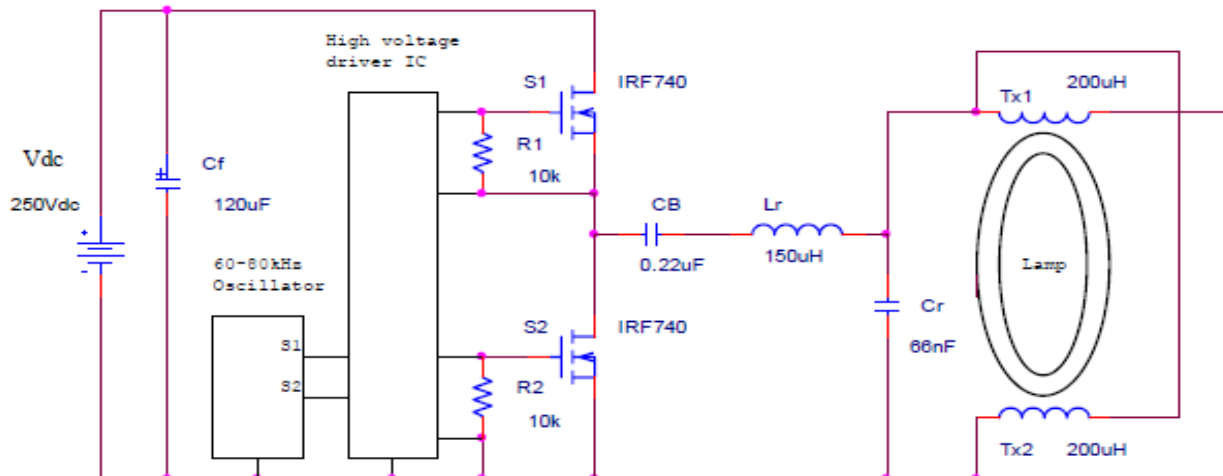 High voltage
driver IC
S1
IRF740
Tx1
200uH
Vdc
Cf
R1
10k
250Vdc
+
-
120uF
CB
Lr
0.22uF
150uH
60-80kHz
Oscillator
Lamp
S1
S2
S2
IRF740
Cr
66nF
R2
10k
Tx2
200uH